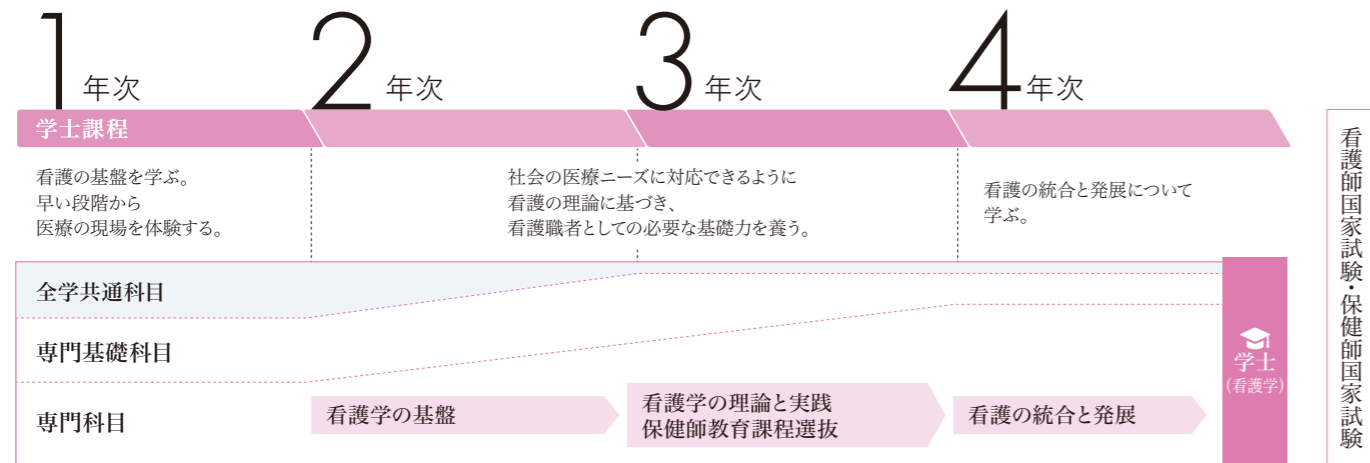 1年次
2年次
3年次
4年次
学士課程
看護の基盤を学ぶ。
早い段階から
医療の現場を体験する。
社会の医療ニーズに対応できるように
看護の理論に基づき、
看護職者としての必要な基礎力を養う。
看護の統合と発展について
学ぶ。
全学共通科目
専門基礎科目
専門科目
看護学の基盤
看護学の理論と実践
保健師教育課程選抜
看護の統合と発展
学士
(看護学)
看護師国家試験・保健師国家試験